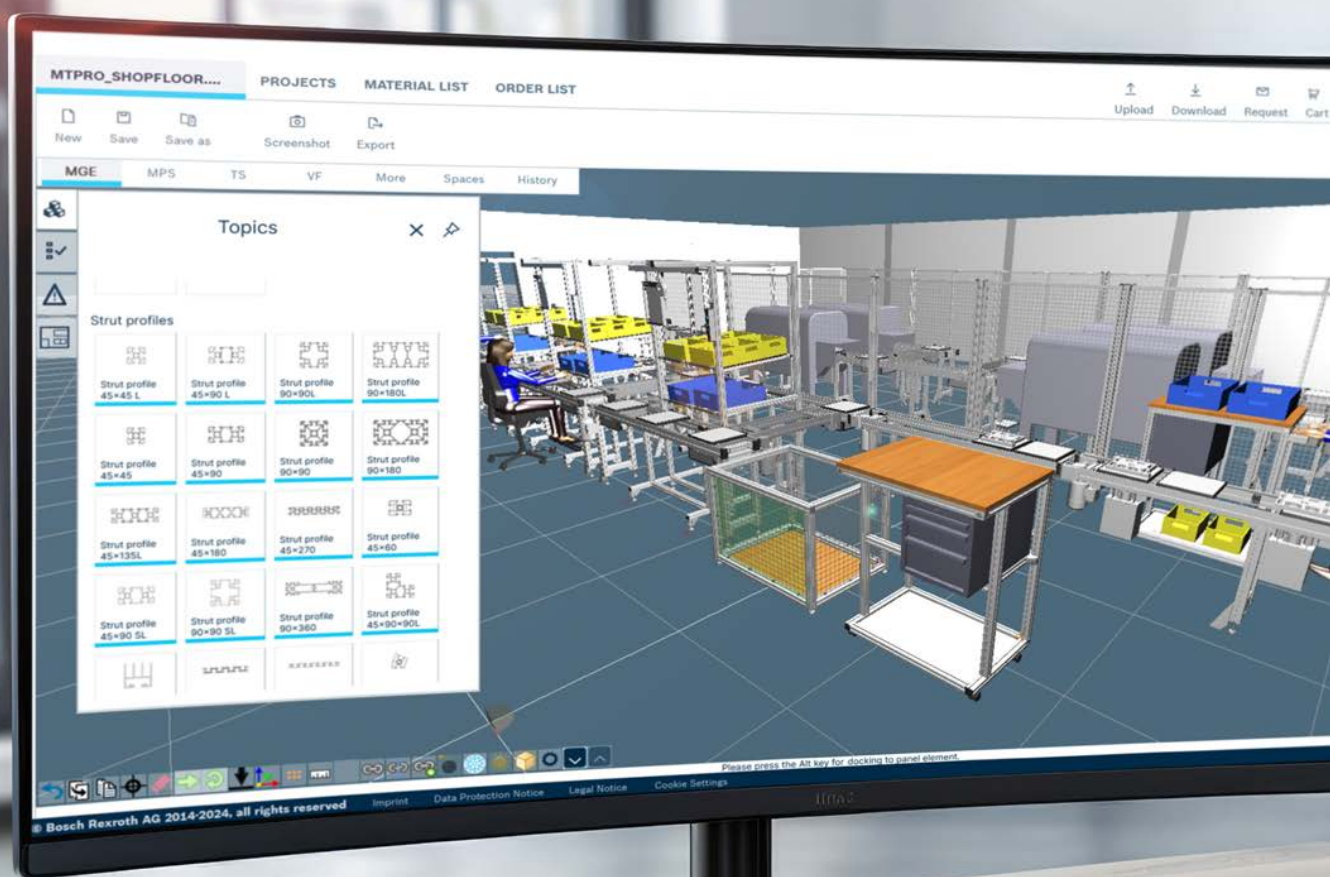 MTPRO_SHOPFLOOR.... PROJECTS MATERIAL LIST ORDER LIST
Upload Download Request Cart
New Save Save as Screenshot Export
MGE MPS TS VF More Spaces History
Topics
Strut profiles
Strut profile 45×45 L
Strut profile 45×90 L
Strut profile 90×90L
Strut profile 90×180L
Strut profile 45×45
Strut profile 45×90
Strut profile 90×90
Strut profile 90×180
Strut profile 45×135L
Strut profile 45×180
Strut profile 45×270
Strut profile 45×60
Strut profile 45×90 SL
Strut profile 90×90 SL
Strut profile 90×360
Strut profile 45×90×90L
Please press the Alt key for docking to panel element.
© Bosch Rexroth AG 2014-2024, all rights reserved Imprint Data Protection Notice Legal Notice Cookie Settings